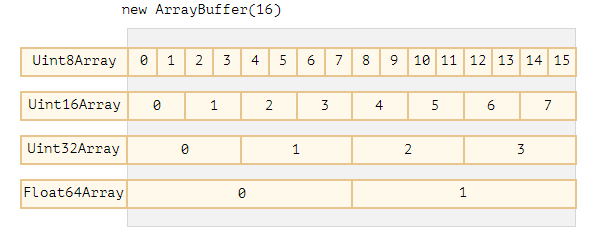 new ArrayBuffer(16)
Uint8Array 0 1 2 3 4 5 6 7 8 9 10 11 12 13 14 15
Uint16Array 0 1 2 3 4 5 6 7
Uint32Array 0 1 2 3
Float64Array 0 1